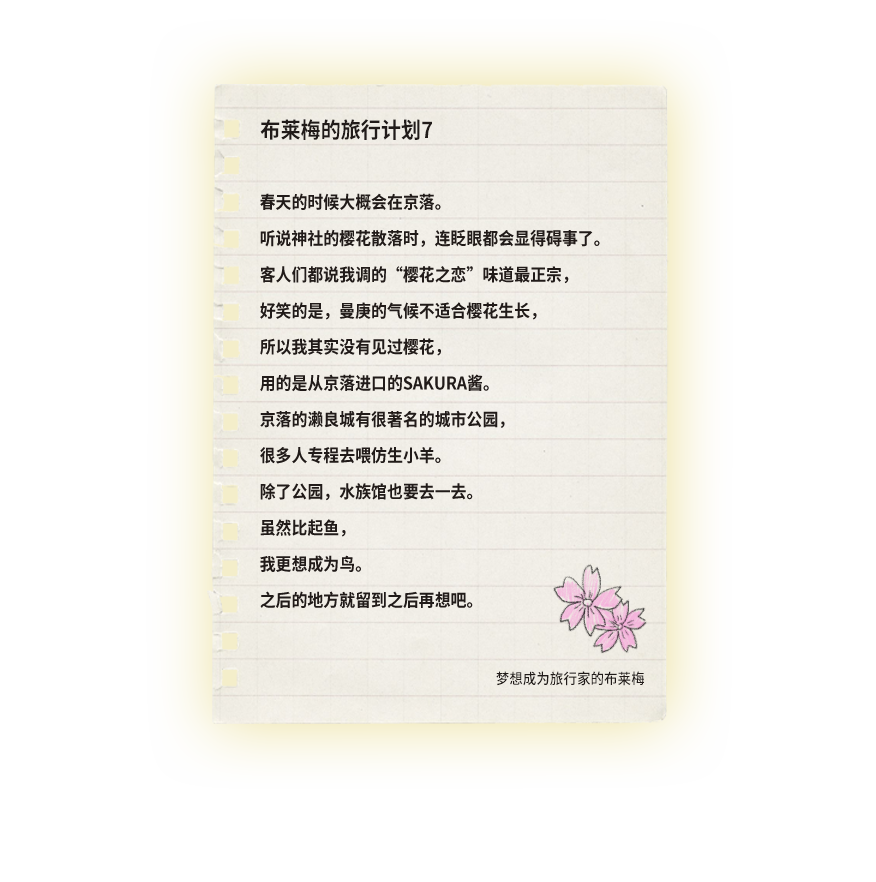 布莱梅的旅行计划7
春天的时候大概会在京落。
听说神社的樱花散落时，连眨眼都会显得碍事了。
客人们都说我调的“樱花之恋”味道最正宗，
好笑的是，曼庚的气候不适合樱花生长，
所以我其实没有见过樱花，
用的是从京落进口的SAKURA酱。
京落的濑良城有很著名的城市公园，
很多人专程去喂仿生小羊。
除了公园，水族馆也要去一去。
虽然比起鱼，
我更想成为鸟。
之后的地方就留到之后再想吧。
梦想成为旅行家的布莱梅